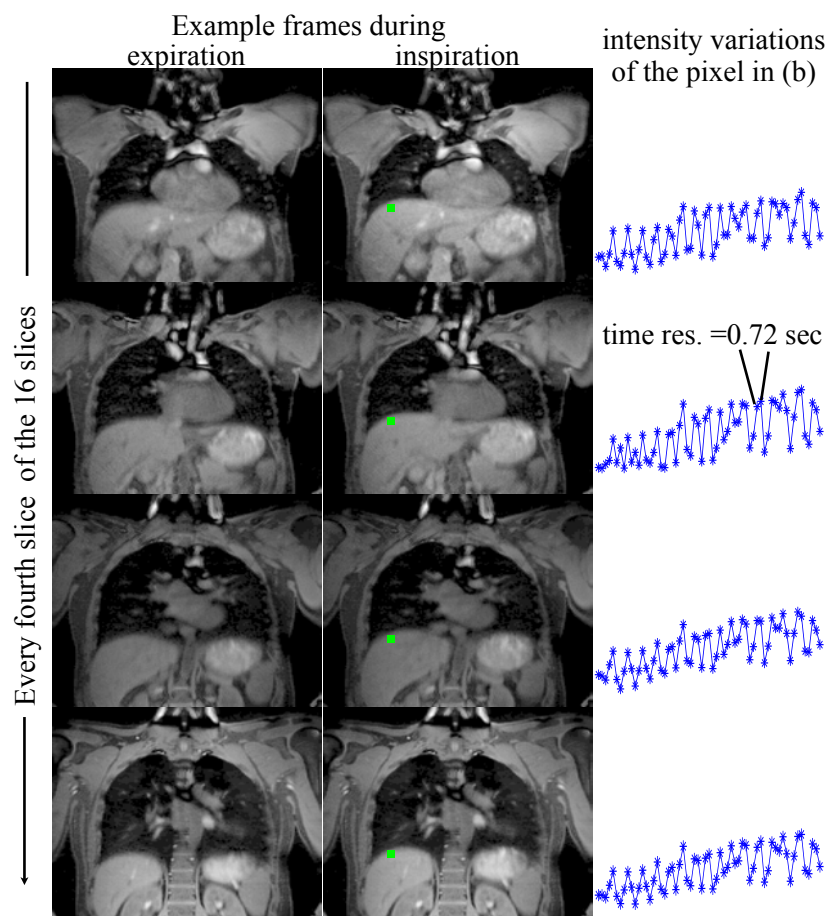 Example frames during
expiration
inspiration
intensity variations
of the pixel in (b)
Every fourth slice of the 16 slices
time res. =0.72 sec